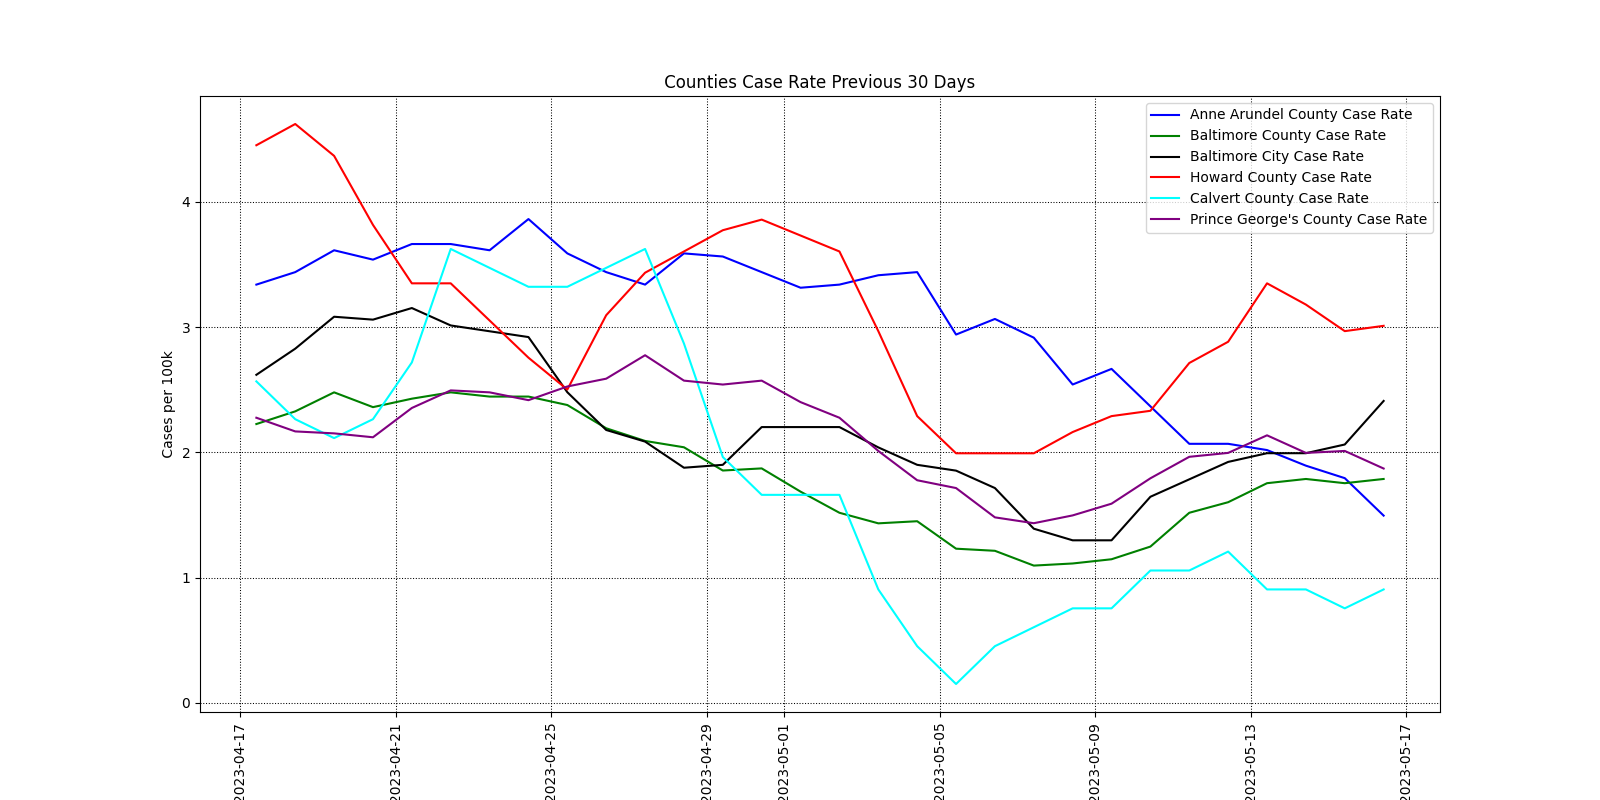 Counties Case Rate Previous 30 Days
Anne Arundel County Case Rate
Baltimore County Case Rate
Baltimore City Case Rate
Howard County Case Rate
Calvert County Case Rate
Prince George's County Case Rate
Cases per 100k
4
3
2
1
0
2023-04-17
2023-04-21
2023-04-25
2023-04-29
2023-05-01
2023-05-05
2023-05-09
2023-05-13
2023-05-17